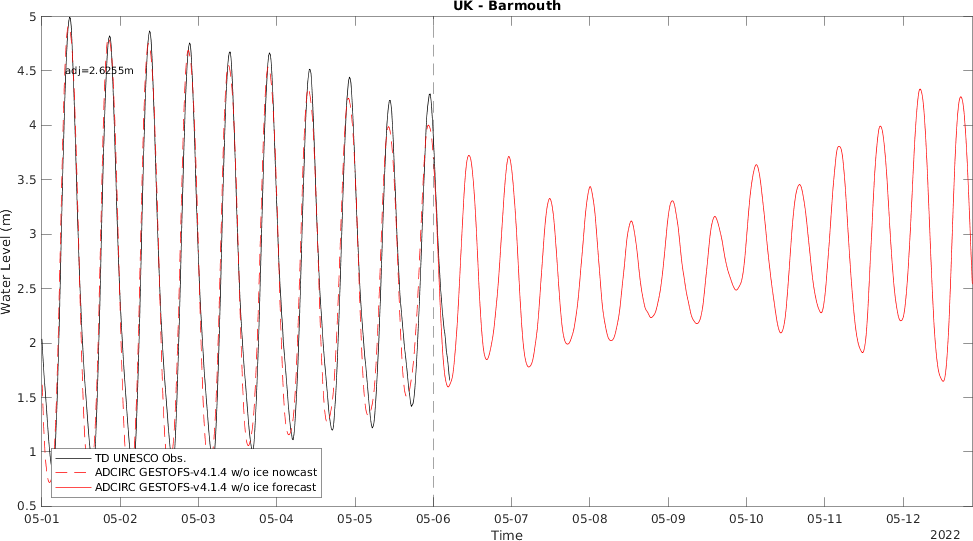 UK - Barmouth
5
4.5
4
3.5
3
2.5
2
1.5
1
0.5
Water Level (m)
adj=2.6255m
TD UNESCO Obs.
ADCIRC GESTOFS-v4.1.4 w/o ice nowcast
ADCIRC GESTOFS-v4.1.4 w/o ice forecast
05-01 05-02 05-03 05-04 05-05 05-06 05-07 05-08 05-09 05-10 05-11 05-12
Time
2022